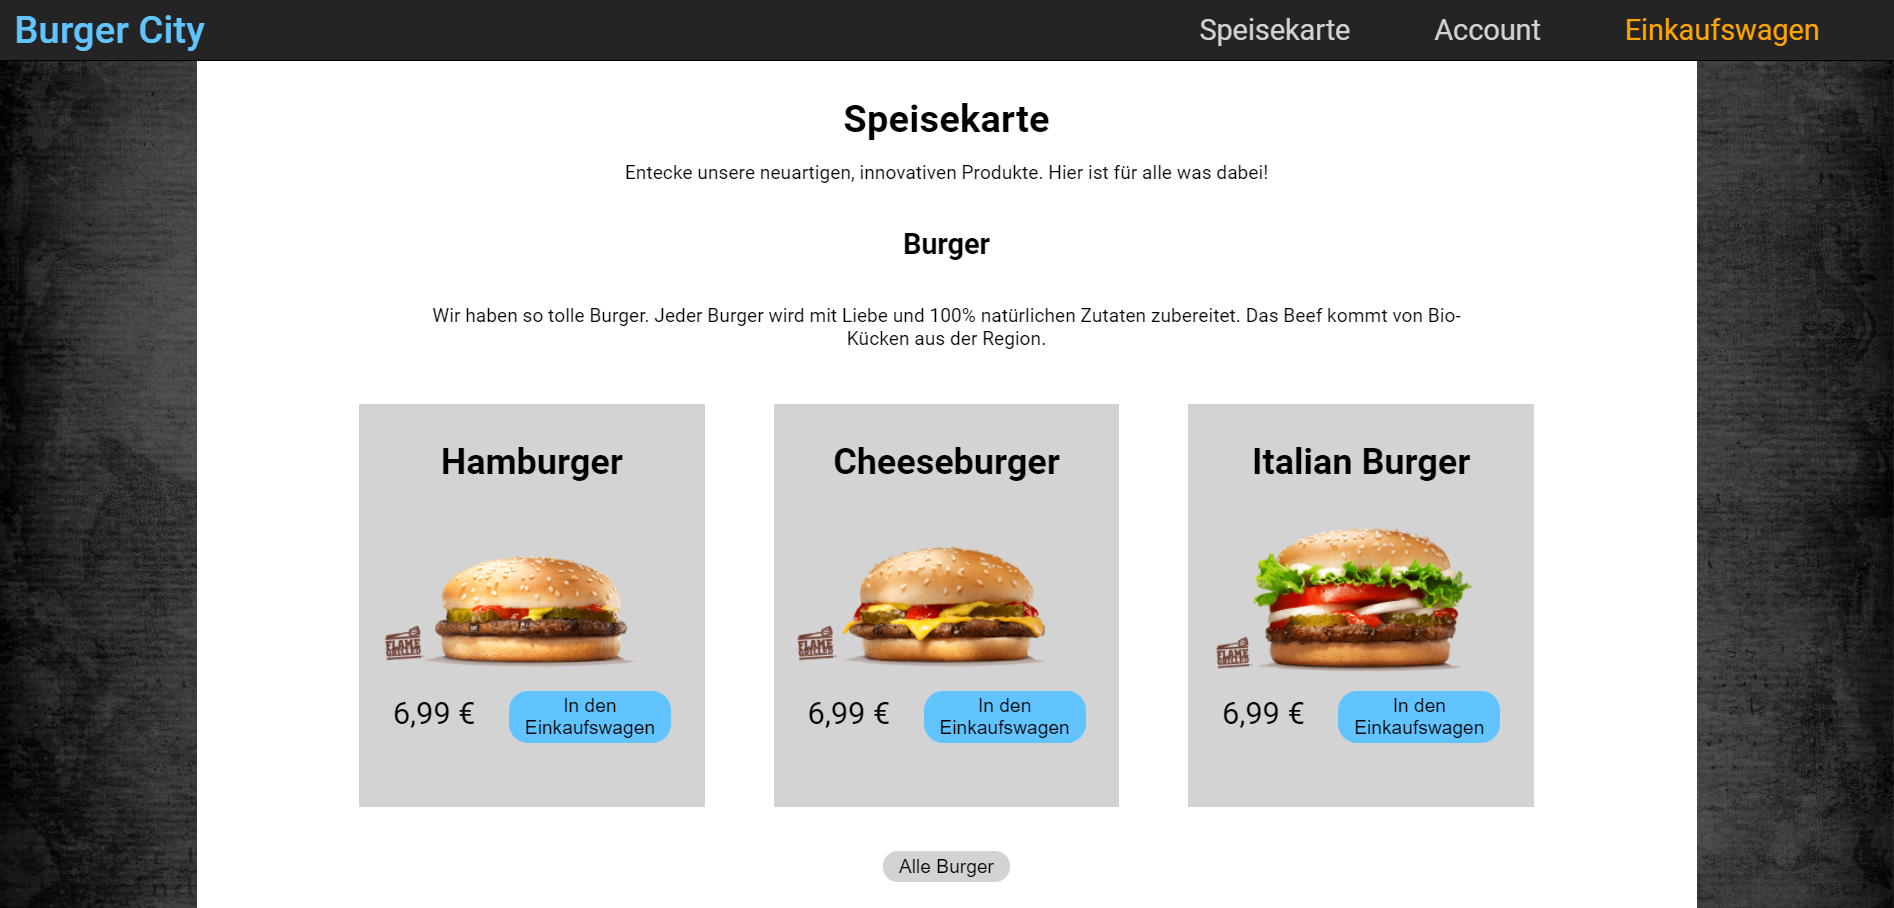 Burger City
Speisekarte
Account
Einkaufswagen
Speisekarte
Entecke unsere neuartigen, innovativen Produkte. Hier ist für alle was dabei!
Burger
Wir haben so tolle Burger. Jeder Burger wird mit Liebe und 100% natürlichen Zutaten zubereitet. Das Beef kommt von Bio-
Kücken aus der Region.
Hamburger
FLAME
GRILLED
6,99 €
In den
Einkaufswagen
Cheeseburger
FLAME
GRILLED
6,99 €
In den
Einkaufswagen
Italian Burger
FLAME
GRILLED
6,99 €
In den
Einkaufswagen
Alle Burger